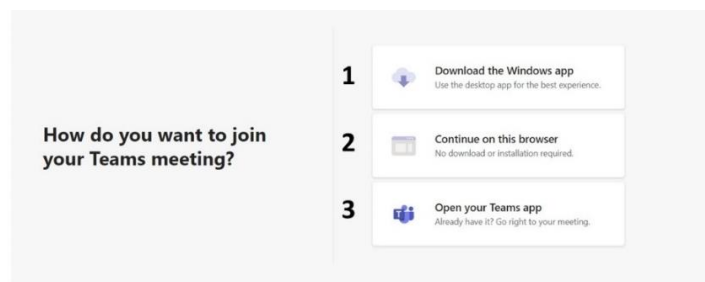 How do you want to join
your Teams meeting?
1
Download the Windows app
Use the desktop app for the best experience.
2
Continue on this browser
No download or installation required.
3
Open your Teams app
Already have it? Go right to your meeting.